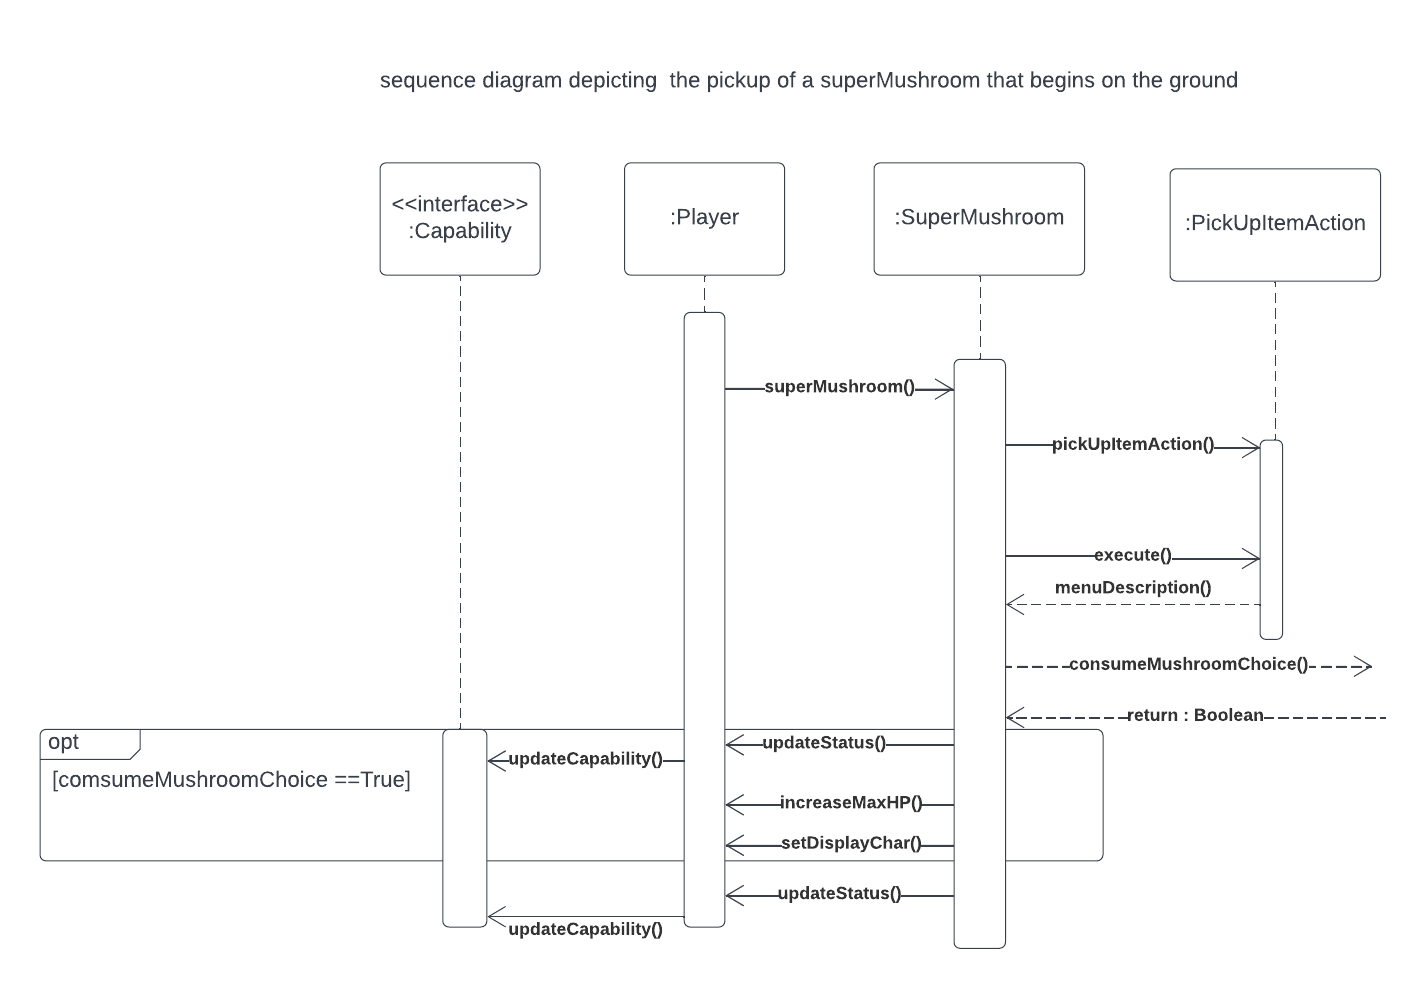 sequence diagram depicting  the pickup of a superMushroom that begins on the ground
<<interface>>
:Capability
:Player
:SuperMushroom
:PickUpItemAction
superMushroom()
pickUpItemAction()
execute()
menuDescription()
consumeMushroomChoice()
return : Boolean
opt
updateStatus()
updateCapability()
[comsumeMushroomChoice ==True]
increaseMaxHP()
setDisplayChar()
updateStatus()
updateCapability()